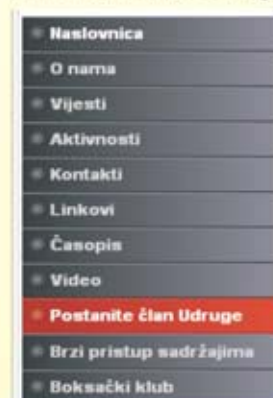 Naslovnica
O nama
Vijesti
Aktivnosti
Kontakti
Linkovi
Časopis
Video
Postanite član Udruge
Brzi pristup sadržajima
Boksački klub